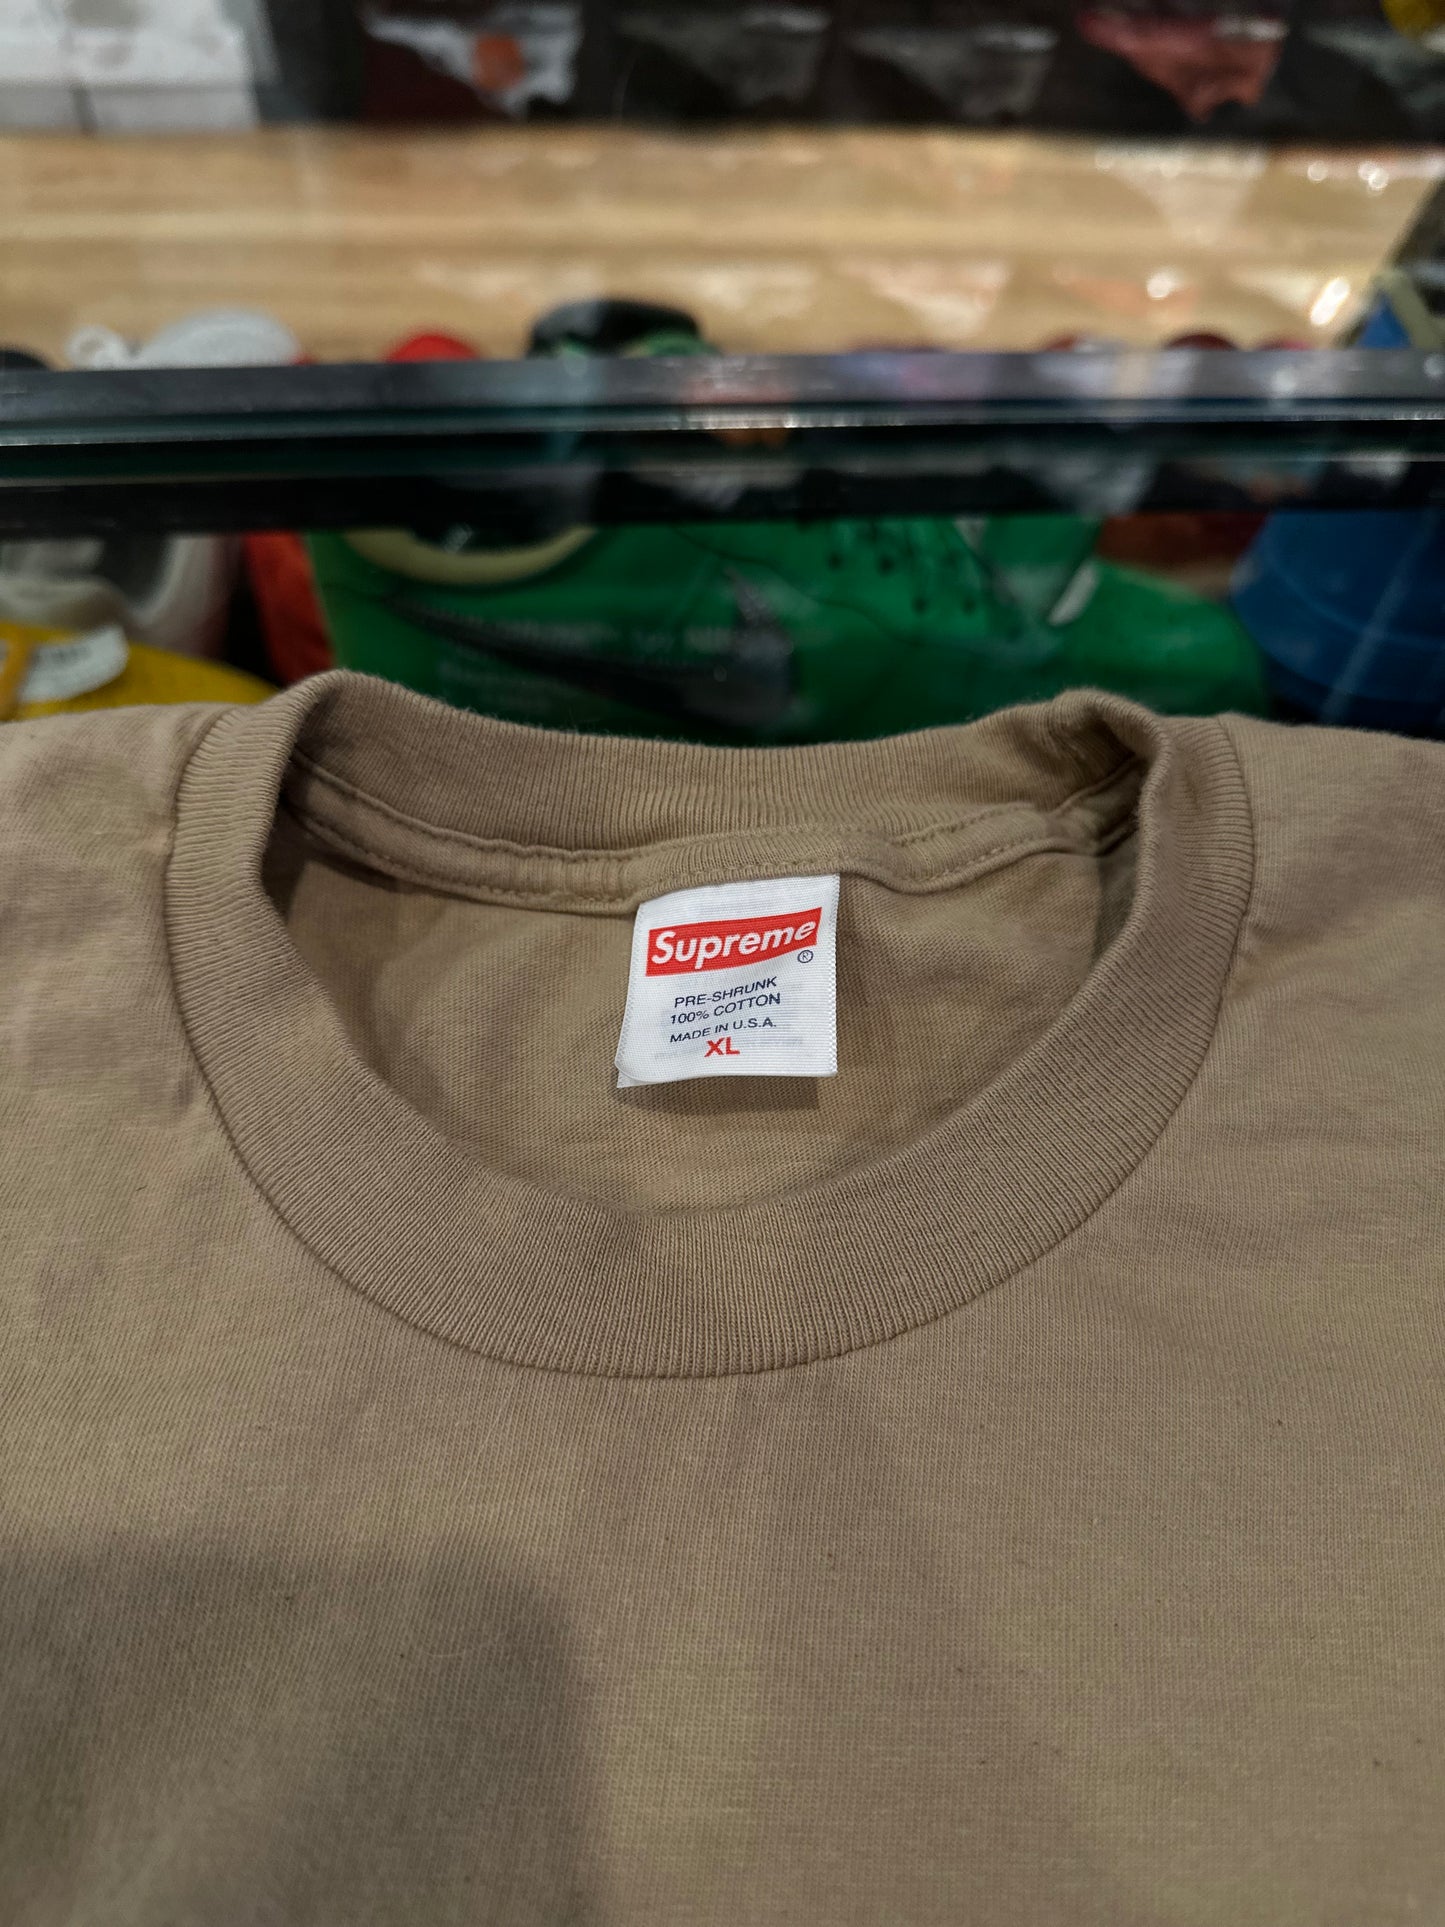 Supreme
®
PRE-SHRUNK
100% COTTON
MADE IN U.S.A.
XL